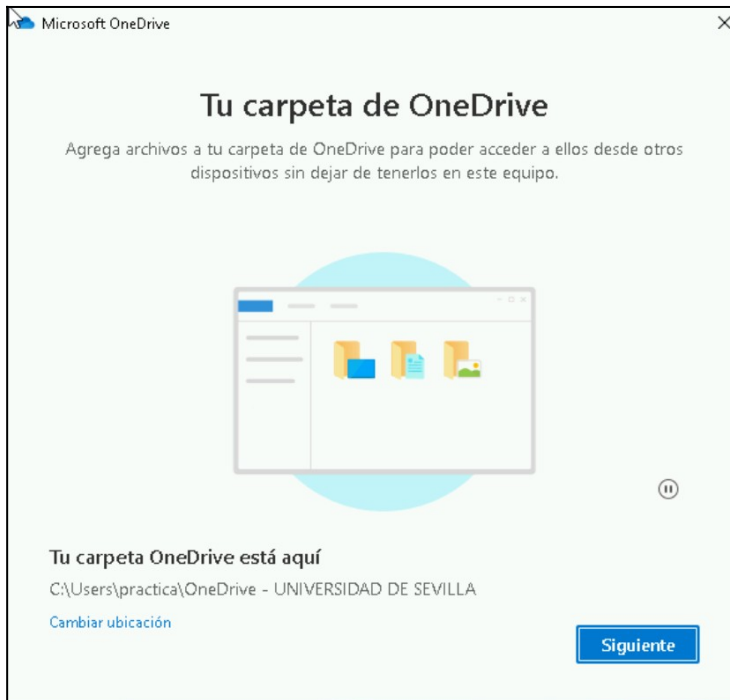 Microsoft OneDrive
Tu carpeta de OneDrive
Agrega archivos a tu carpeta de OneDrive para poder acceder a ellos desde otros
dispositivos sin dejar de tenerlos en este equipo.
Tu carpeta OneDrive está aquí
C:\Users\practica\OneDrive - UNIVERSIDAD DE SEVILLA
Cambiar ubicación
Siguiente